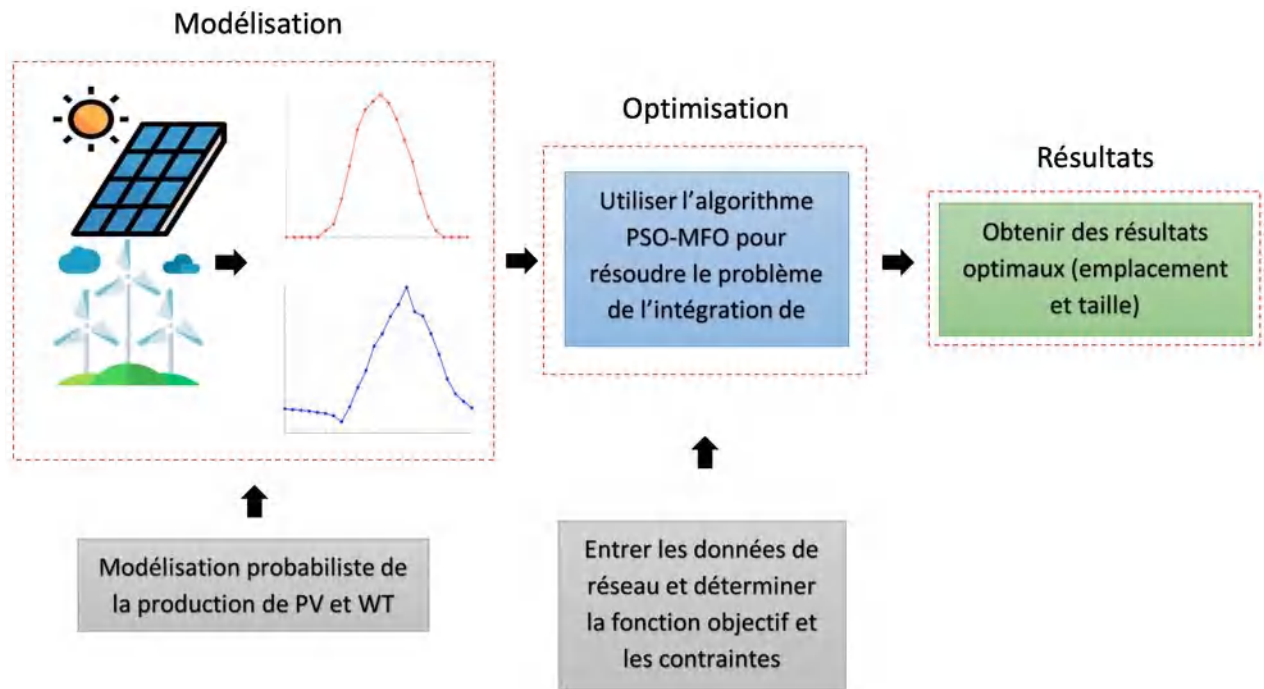 Modélisation
Optimisation
Résultats
Utiliser l'algorithme
PSO-MFO pour
résoudre le problème
de l'intégration de
Obtenir des résultats
optimaux (emplacement
et taille)
Modélisation probabiliste de
la production de PV et WT
Entrer les données de
réseau et déterminer
la fonction objectif et
les contraintes